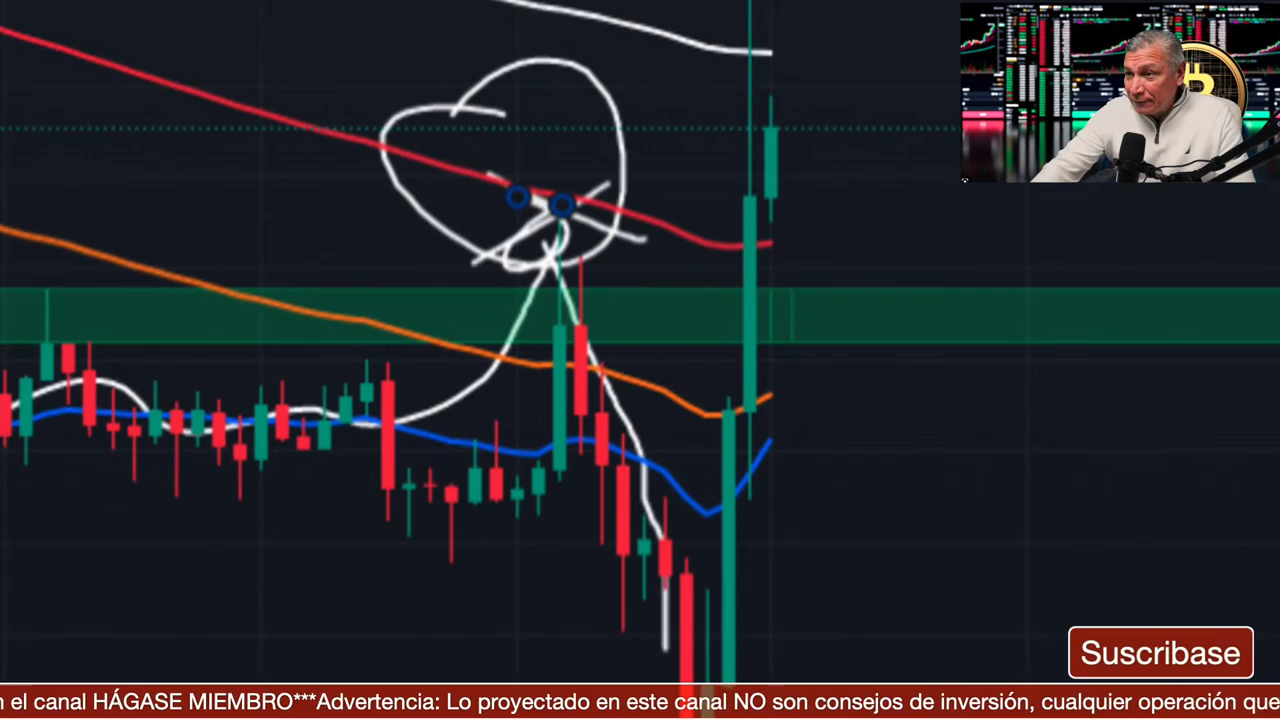 Suscribase
n el canal HÁGASE MIEMBRO***Advertencia: Lo proyectado en este canal NO son consejos de inversión, cualquier operación que